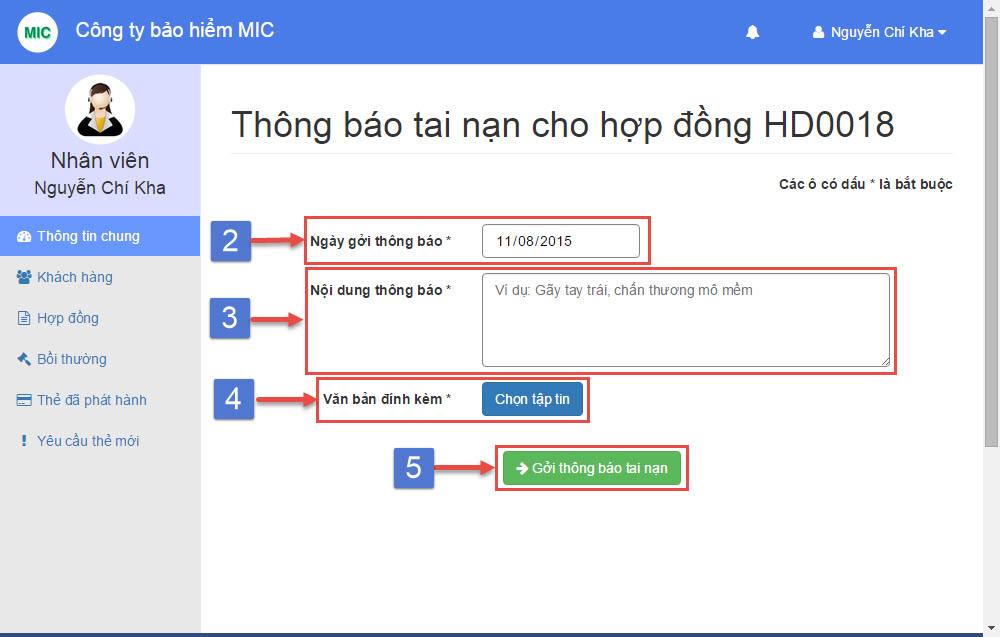 MIC
Công ty bảo hiểm MIC
Nguyễn Chí Kha
Nhân viên
Nguyễn Chí Kha
Thông tin chung
Khách hàng
Hợp đồng
Bồi thường
Thẻ đã phát hành
Yêu cầu thẻ mới
Thông báo tai nạn cho hợp đồng HD0018
Các ô có dấu * là bắt buộc
2
Ngày gởi thông báo *
11/08/2015
3
Nội dung thông báo *
Ví dụ: Gãy tay trái, chấn thương mô mềm
4
Văn bản đính kèm *
Chọn tập tin
5
Gởi thông báo tai nạn